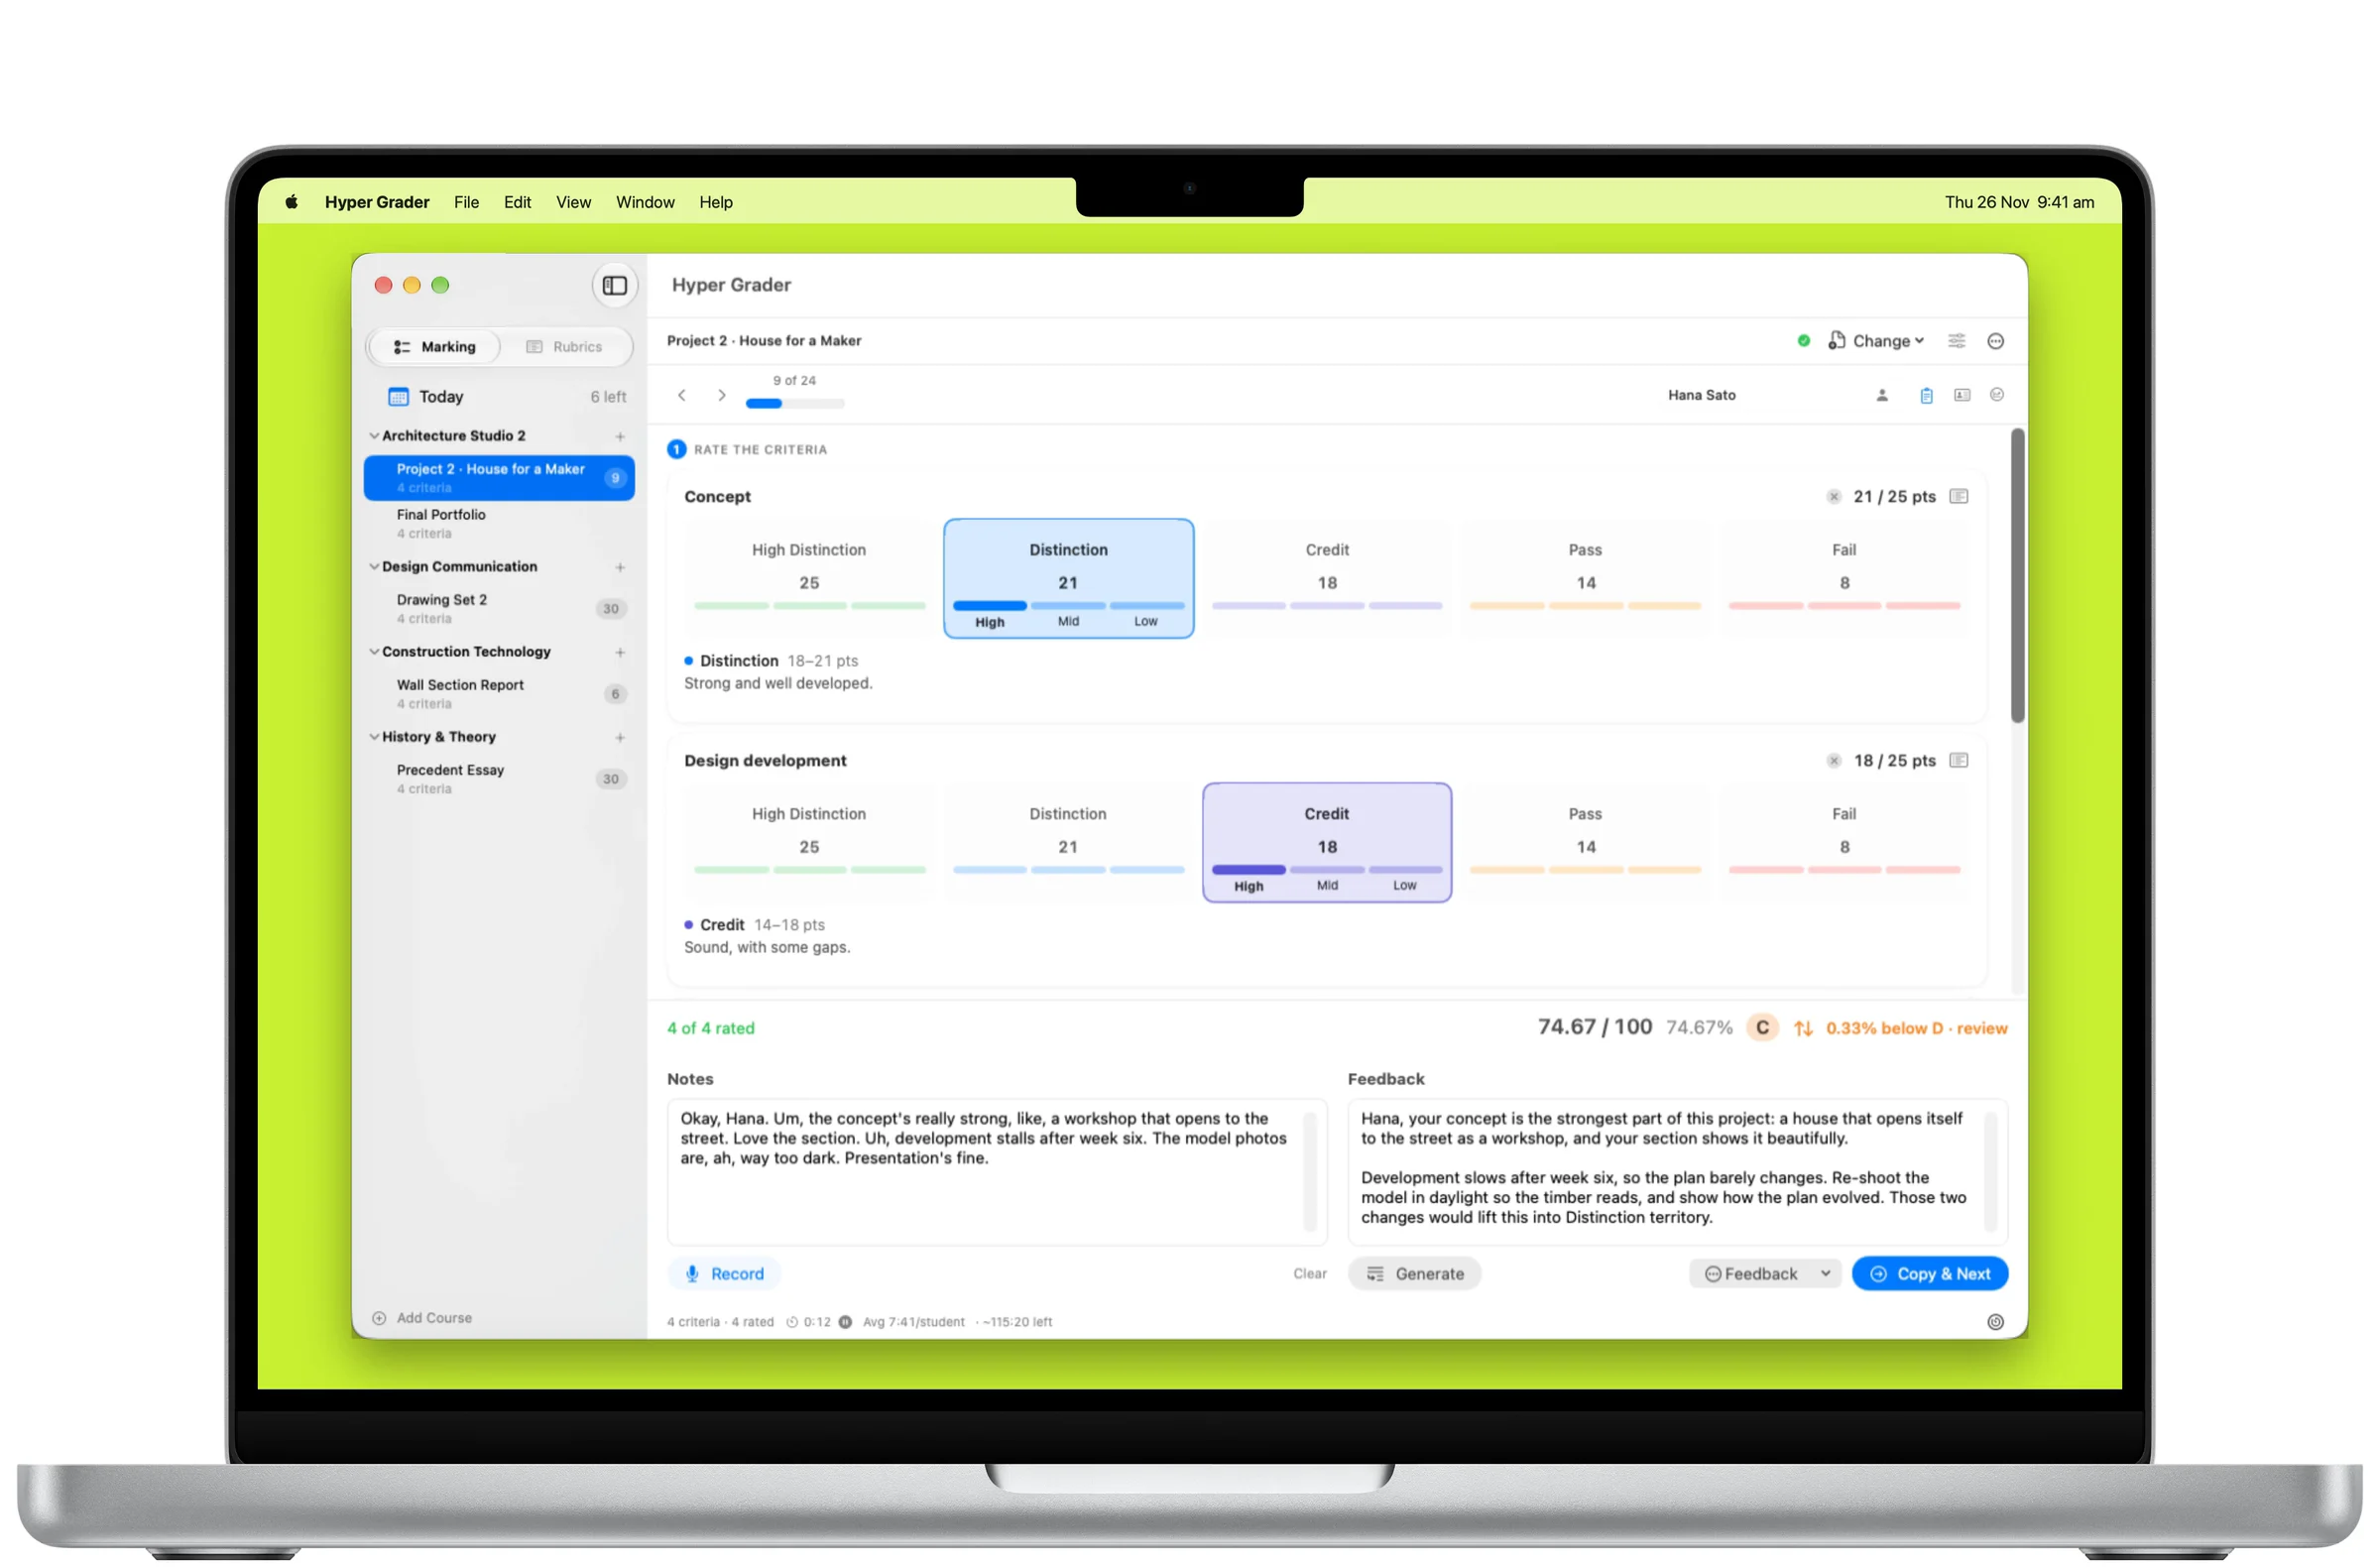 Hyper Grader File Edit View Window Help
Thu 26 Nov 9:41 am
Hyper Grader
Marking
Rubrics
Today
6 left
Architecture Studio 2
Project 2 · House for a Maker
4 criteria
9
Final Portfolio
4 criteria
Design Communication
Drawing Set 2
4 criteria
30
Construction Technology
Wall Section Report
4 criteria
6
History & Theory
Precedent Essay
4 criteria
30
Add Course
Project 2 · House for a Maker
Change
9 of 24
Hana Sato
1 RATE THE CRITERIA
Concept
21 / 25 pts
High Distinction
25
Distinction
21
High Mid Low
Credit
18
Pass
14
Fail
8
Distinction 18–21 pts
Strong and well developed.
Design development
18 / 25 pts
High Distinction
25
Distinction
21
Credit
18
High Mid Low
Pass
14
Fail
8
Credit 14–18 pts
Sound, with some gaps.
4 of 4 rated
74.67 / 100 74.67% C 0.33% below D · review
Notes
Okay, Hana. Um, the concept's really strong, like, a workshop that opens to the
street. Love the section. Uh, development stalls after week six. The model photos
are, ah, way too dark. Presentation's fine.
Record
Clear
Feedback
Hana, your concept is the strongest part of this project: a house that opens itself
to the street as a workshop, and your section shows it beautifully.
Development slows after week six, so the plan barely changes. Re-shoot the
model in daylight so the timber reads, and show how the plan evolved. Those two
changes would lift this into Distinction territory.
Generate
Feedback
Copy & Next
4 criteria · 4 rated 0:12 Avg 7:41/student · ~115:20 left